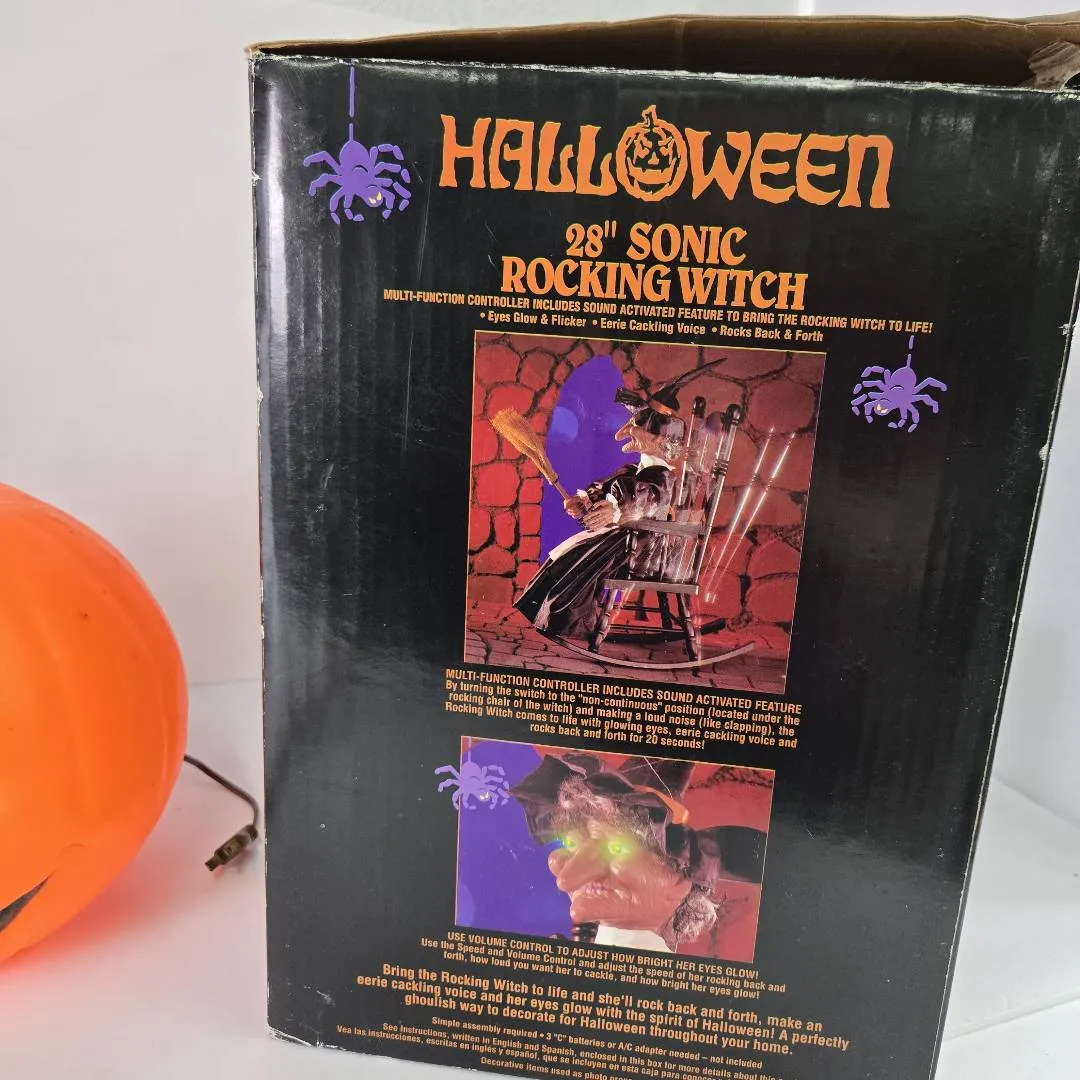 HALLOWEEN
28" SONIC
ROCKING WITCH
MULTI-FUNCTION CONTROLLER INCLUDES SOUND ACTIVATED FEATURE TO BRING THE ROCKING WITCH TO LIFE!
• Eyes Glow & Flicker • Eerie Cackling Voice • Rocks Back & Forth
MULTI-FUNCTION CONTROLLER INCLUDES SOUND ACTIVATED FEATURE
By turning the switch to the "non-continuous" position (located under the
rocking chair of the witch) and making a loud noise (like clapping), the
Rocking Witch comes to life with glowing eyes, eerie cackling voice and
rocks back and forth for 20 seconds!
USE VOLUME CONTROL TO ADJUST HOW BRIGHT HER EYES GLOW!
Use the Speed and Volume Control and adjust the speed of her rocking back and
forth, how loud you want her to cackle, and how bright her eyes glow!
Bring the Rocking Witch to life and she'll rock back and forth, make an
eerie cackling voice and her eyes glow with the spirit of Halloween! A perfectly
ghoulish way to decorate for Halloween throughout your home.
Simple assembly required • 3 "C" batteries or A/C adapter needed – not included
See Instructions, written in English and Spanish, enclosed in this box for more details about this
Vea las instrucciones, escritas en inglés y español, que se incluyen en esta caja para conocer
Decorative items used as photo